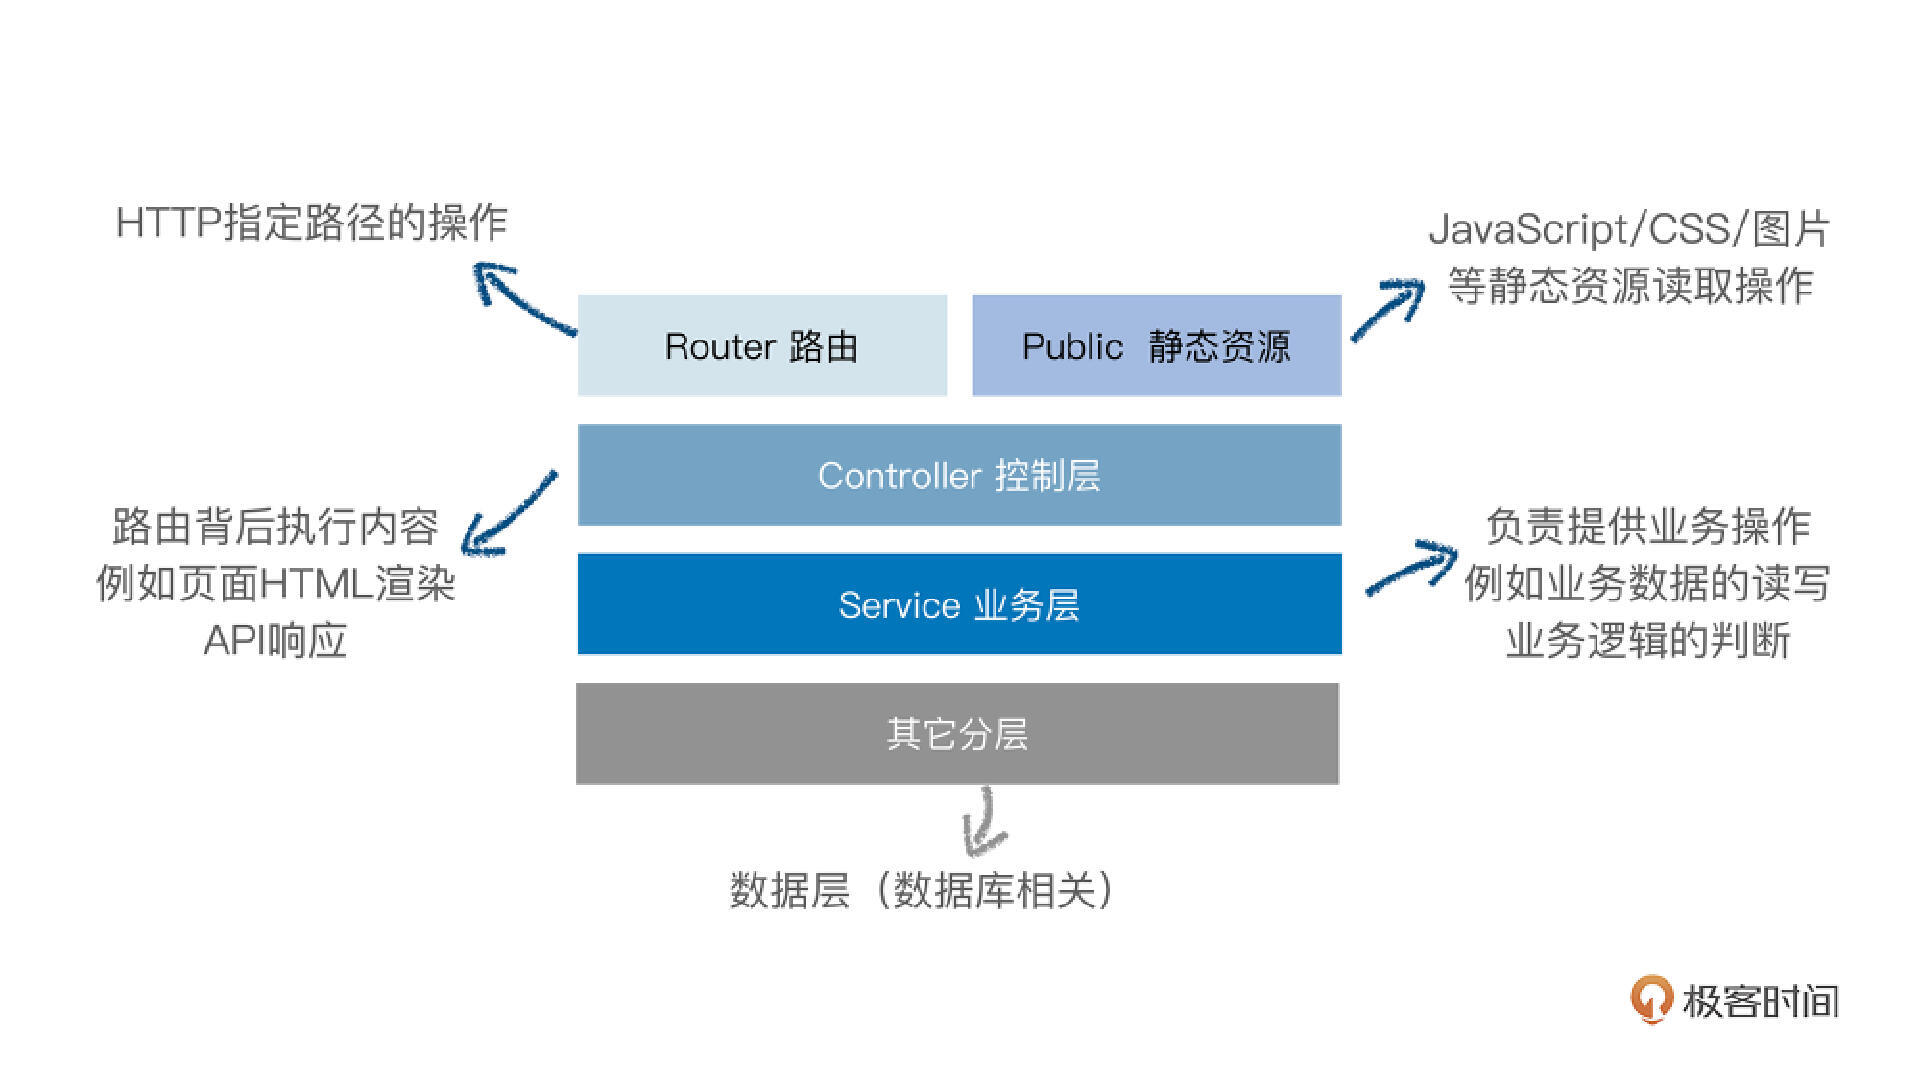 HTTP指定路径的操作
JavaScript/CSS/图片
等静态资源读取操作
Router 路由
Public 静态资源
Controller 控制层
路由背后执行内容
例如页面HTML渲染
API响应
负责提供业务操作
例如业务数据的读写
业务逻辑的判断
Service 业务层
其它分层
数据层（数据库相关）
极客时间